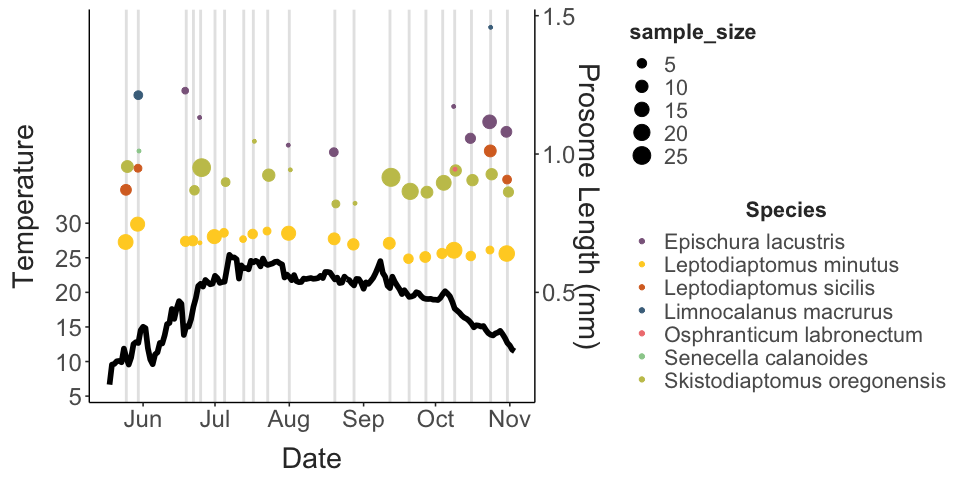 Temperature
30
25
20
15
10
5
Jun Jul Aug Sep Oct Nov
Date
1.5
1.0
0.5
Prosome Length (mm)
sample_size
5
10
15
20
25
Species
Epischura lacustris
Leptodiaptomus minutus
Leptodiaptomus sicilis
Limnocalanus macrurus
Osphranticum labronectum
Senecella calanoides
Skistodiaptomus oregonensis